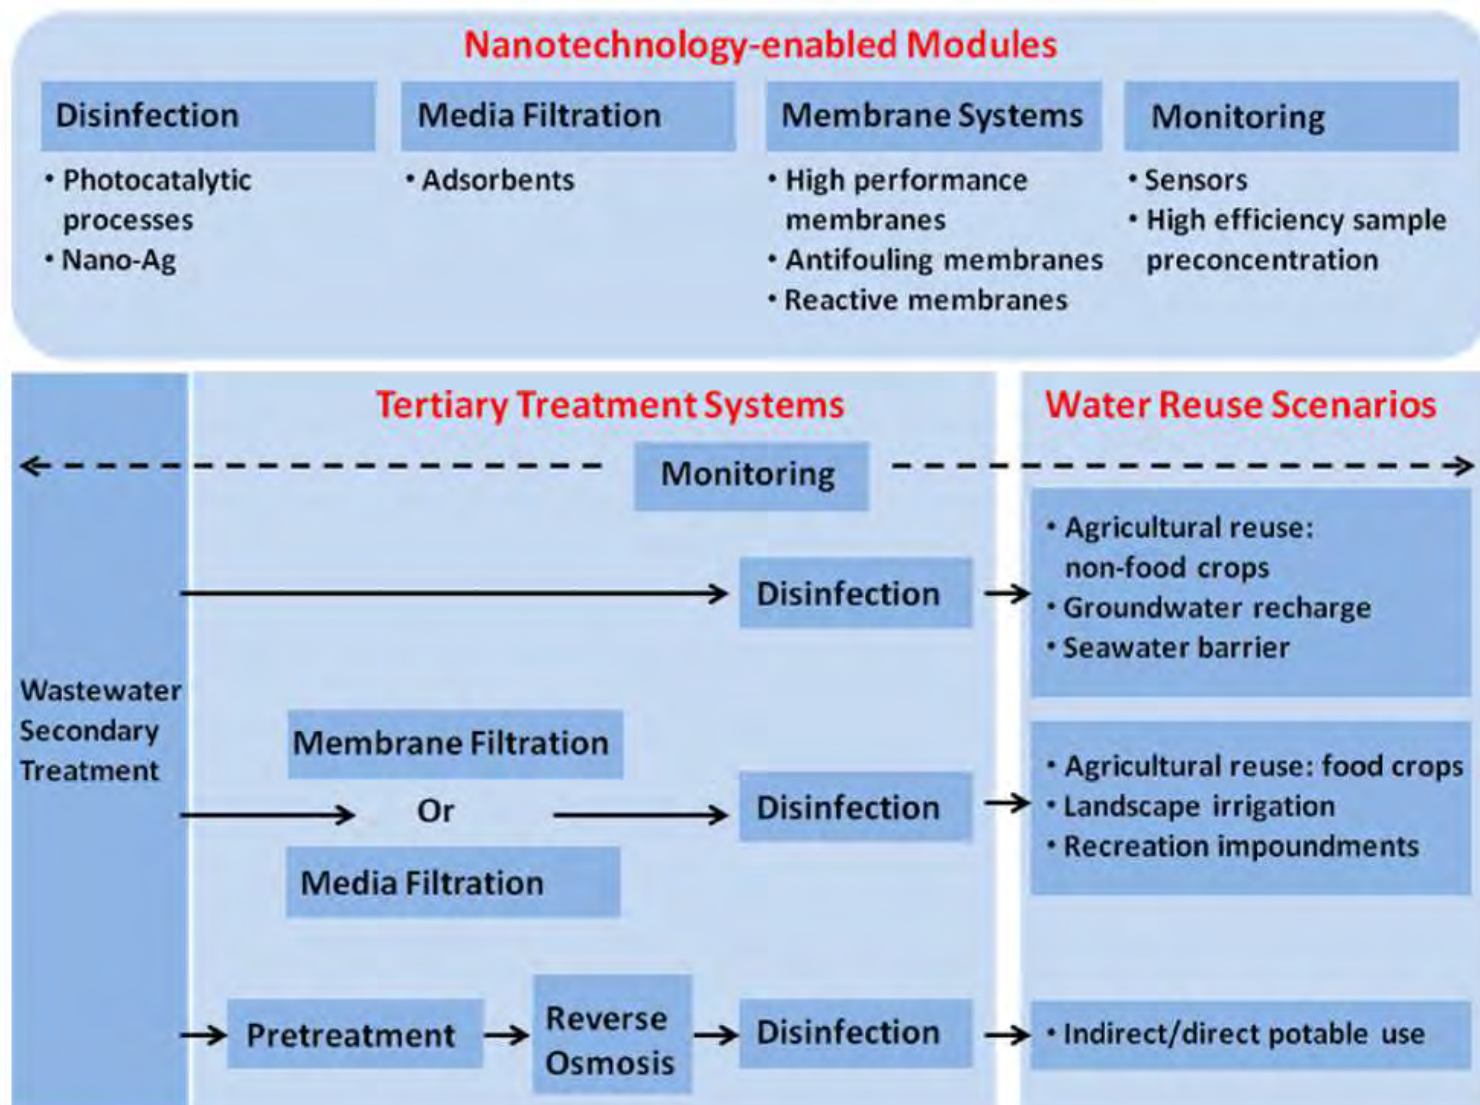 Nanotechnology-enabled Modules
Disinfection
• Photocatalytic
processes
• Nano-Ag
Media Filtration
• Adsorbents
Membrane Systems
• High performance
membranes
• Antifouling membranes
• Reactive membranes
Monitoring
• Sensors
• High efficiency sample
preconcentration
Wastewater
Secondary
Treatment
Tertiary Treatment Systems
Monitoring
Disinfection
Membrane Filtration
Or
Media Filtration
Disinfection
Pretreatment
Reverse
Osmosis
Disinfection
Water Reuse Scenarios
• Agricultural reuse:
non-food crops
• Groundwater recharge
• Seawater barrier
• Agricultural reuse: food crops
• Landscape irrigation
• Recreation impoundments
• Indirect/direct potable use